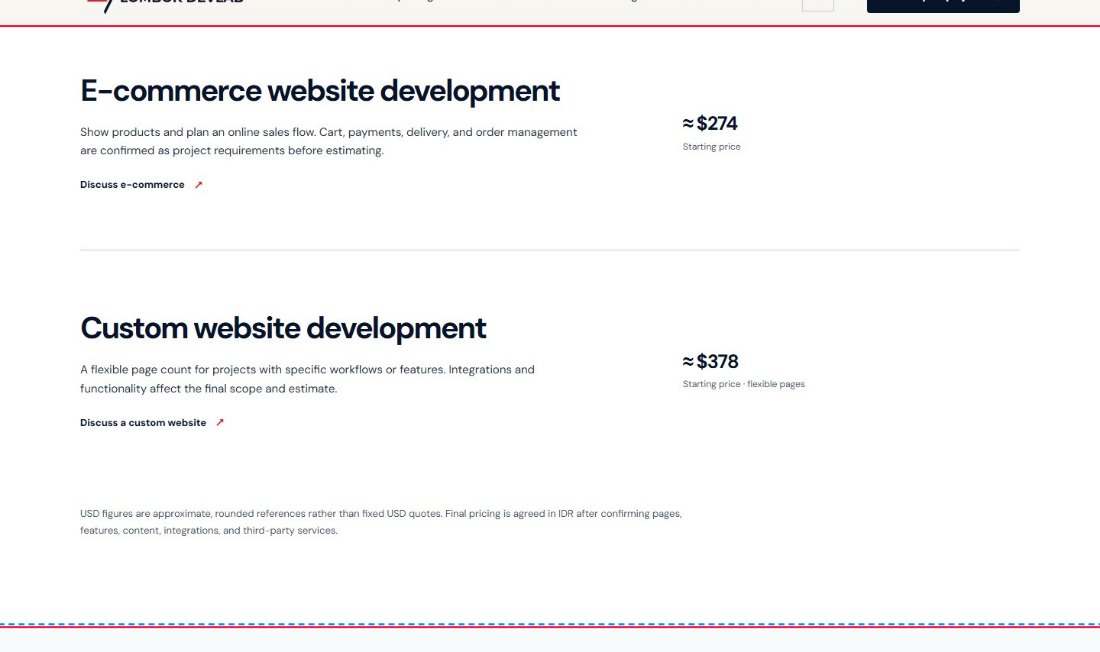 LOMBOK DEVLAB
E-commerce website development
Show products and plan an online sales flow. Cart, payments, delivery, and order management
are confirmed as project requirements before estimating.
Discuss e-commerce ↗
≈ $274
Starting price
Custom website development
A flexible page count for projects with specific workflows or features. Integrations and
functionality affect the final scope and estimate.
Discuss a custom website ↗
≈ $378
Starting price · flexible pages
USD figures are approximate, rounded references rather than fixed USD quotes. Final pricing is agreed in IDR after confirming pages,
features, content, integrations, and third-party services.